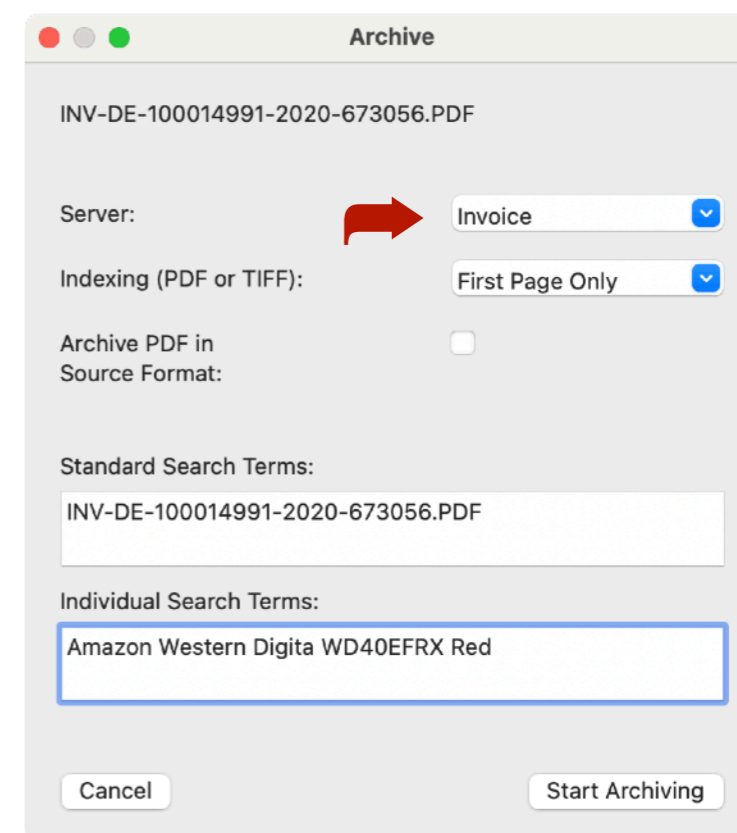 Archive
INV-DE-100014991-2020-673056.PDF
Server:
Invoice
Indexing (PDF or TIFF):
First Page Only
Archive PDF in
Source Format:
Standard Search Terms:
INV-DE-100014991-2020-673056.PDF
Individual Search Terms:
Amazon Western Digita WD40EFRX Red
Cancel
Start Archiving